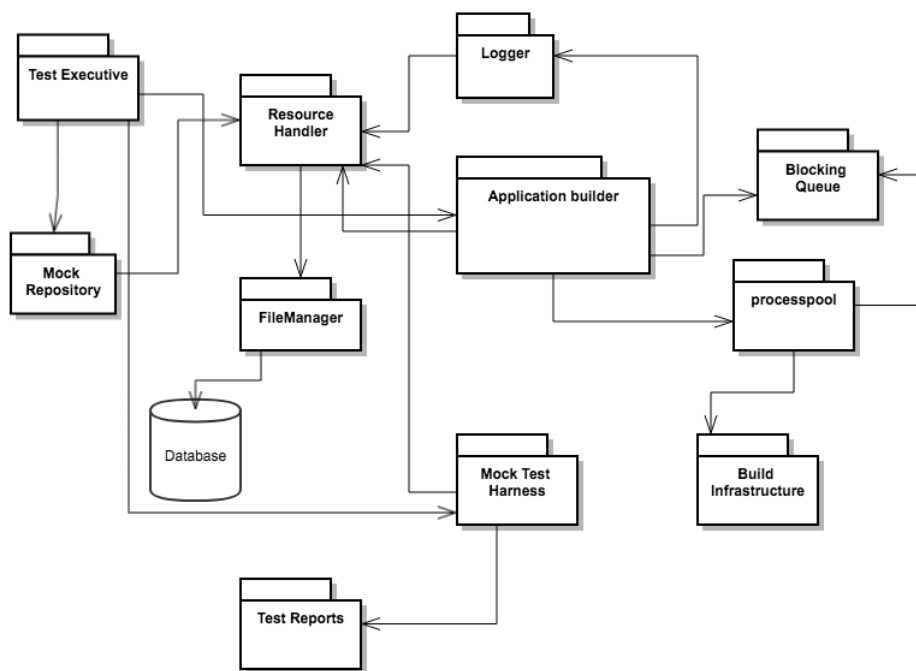 Logger
Test Executive
Resource
Handler
Blocking
Queue
Application builder
Mock
Repository
processpool
FileManager
Database
Mock Test
Harness
Build
Infrastructure
Test Reports